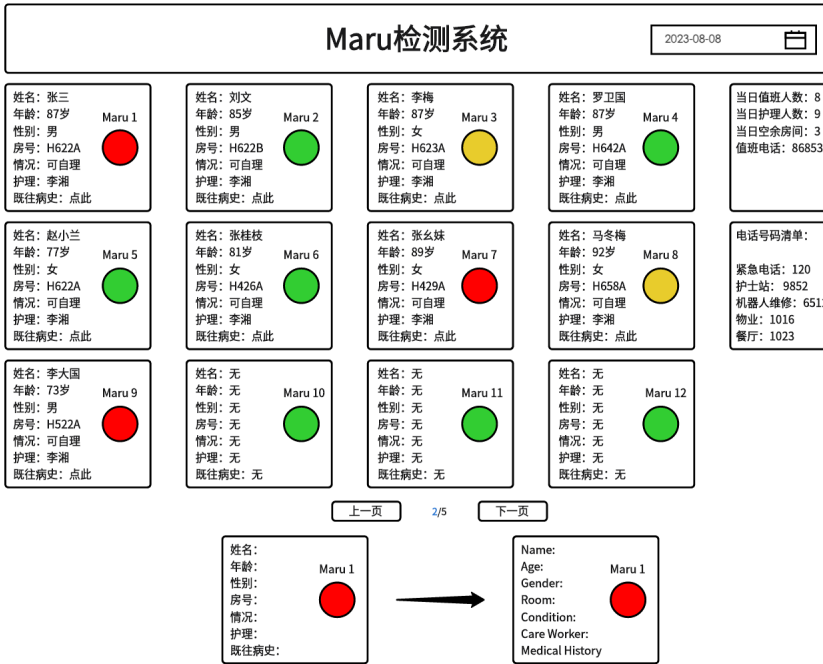 Maru检测系统
2023-08-08
姓名：张三
年龄：87岁
性别：男
房号：H622A
情况：可自理
护理：李湘
既往病史：点此
Maru 1
姓名：刘文
年龄：85岁
性别：男
房号：H622B
情况：可自理
护理：李湘
既往病史：点此
Maru 2
姓名：李梅
年龄：87岁
性别：女
房号：H623A
情况：可自理
护理：李湘
既往病史：点此
Maru 3
姓名：罗卫国
年龄：87岁
性别：男
房号：H642A
情况：可自理
护理：李湘
既往病史：点此
Maru 4
当日值班人数：8
当日护理人数：9
当日空余房间：3
值班电话：86853
姓名：赵小兰
年龄：77岁
性别：女
房号：H622A
情况：可自理
护理：李湘
既往病史：点此
Maru 5
姓名：张桂枝
年龄：81岁
性别：女
房号：H426A
情况：可自理
护理：李湘
既往病史：点此
Maru 6
姓名：张幺妹
年龄：89岁
性别：女
房号：H429A
情况：可自理
护理：李湘
既往病史：点此
Maru 7
姓名：马冬梅
年龄：92岁
性别：女
房号：H658A
情况：可自理
护理：李湘
既往病史：点此
Maru 8
电话号码清单：
紧急电话：120
护士站： 9852
机器人维修：651
物业：1016
餐厅：1023
姓名：李大国
年龄：73岁
性别：男
房号：H522A
情况：可自理
护理：李湘
既往病史：点此
Maru 9
姓名：无
年龄：无
性别：无
房号：无
情况：无
护理：无
既往病史：无
Maru 10
姓名：无
年龄：无
性别：无
房号：无
情况：无
护理：无
既往病史：无
Maru 11
姓名：无
年龄：无
性别：无
房号：无
情况：无
护理：无
既往病史：无
Maru 12
上一页
2/5
下一页
姓名：
年龄：
性别：
房号：
情况：
护理：
既往病史：
Maru 1
Name:
Age:
Gender:
Room:
Condition:
Care Worker:
Medical History
Maru 1